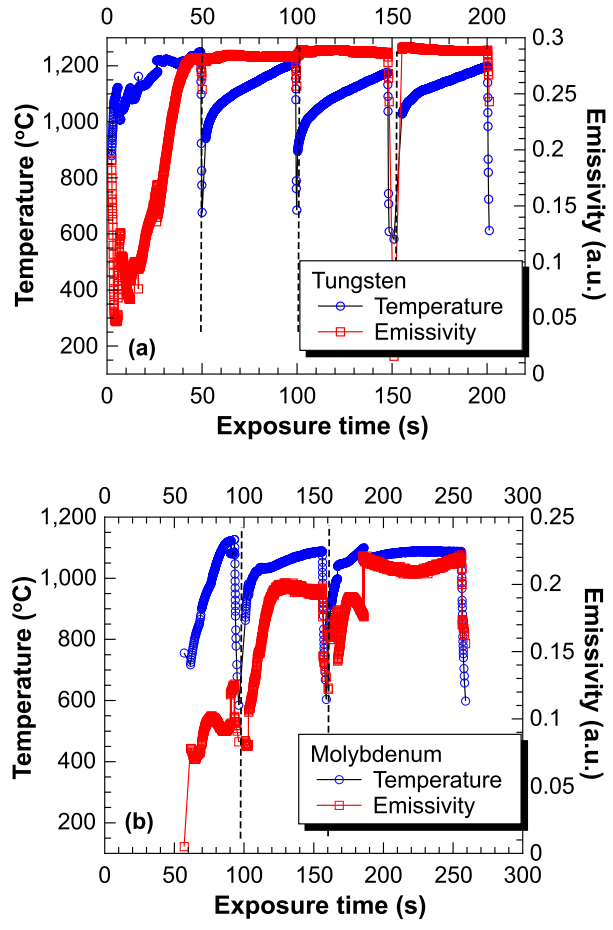 0 50 100 150 200
1,200
1,000
800
600
400
200
Temperature (°C)
0.3
0.25
0.2
0.15
0.1
0.05
0
Emissivity (a.u.)
Tungsten
Temperature
Emissivity
(a)
0 50 100 150 200
Exposure time (s)
0 50 100 150 200 250 300
1,200
1,000
800
600
400
200
Temperature (°C)
0.25
0.2
0.15
0.1
0.05
0
Emissivity (a.u.)
Molybdenum
Temperature
Emissivity
(b)
0 50 100 150 200 250 300
Exposure time (s)